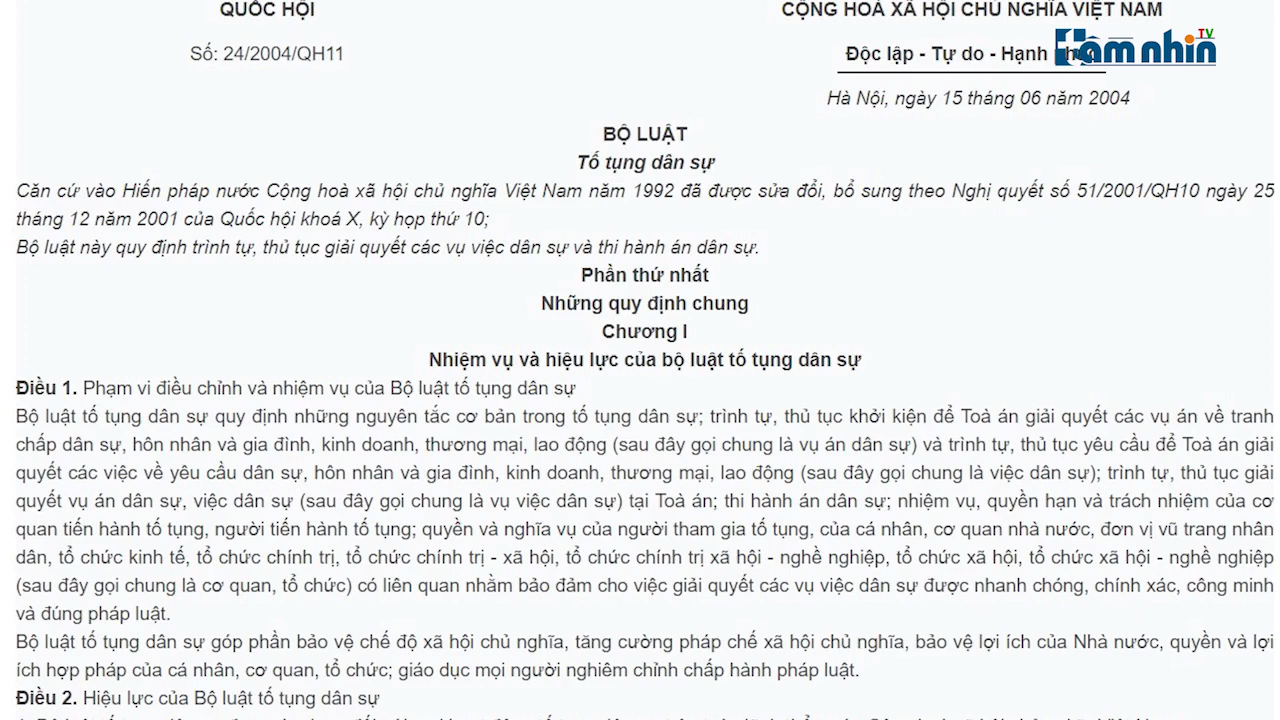 QUỐC HỘI
CỘNG HOÀ XÃ HỘI CHỦ NGHĨA VIỆT NAM
Số: 24/2004/QH11
Độc lập - Tự do - Hạnh
Tầm nhìn TV
Hà Nội, ngày 15 tháng 06 năm 2004
BỘ LUẬT
Tố tụng dân sự
Căn cứ vào Hiến pháp nước Cộng hoà xã hội chủ nghĩa Việt Nam năm 1992 đã được sửa đổi, bổ sung theo Nghị quyết số 51/2001/QH10 ngày 25
tháng 12 năm 2001 của Quốc hội khoá X, kỳ họp thứ 10;
Bộ luật này quy định trình tự, thủ tục giải quyết các vụ việc dân sự và thi hành án dân sự.
Phần thứ nhất
Những quy định chung
Chương I
Nhiệm vụ và hiệu lực của bộ luật tố tụng dân sự
Điều 1. Phạm vi điều chỉnh và nhiệm vụ của Bộ luật tố tụng dân sự
Bộ luật tố tụng dân sự quy định những nguyên tắc cơ bản trong tố tụng dân sự; trình tự, thủ tục khởi kiện để Toà án giải quyết các vụ án về tranh
chấp dân sự, hôn nhân và gia đình, kinh doanh, thương mại, lao động (sau đây gọi chung là vụ án dân sự) và trình tự, thủ tục yêu cầu để Toà án giải
quyết các việc về yêu cầu dân sự, hôn nhân và gia đình, kinh doanh, thương mại, lao động (sau đây gọi chung là việc dân sự); trình tự, thủ tục giải
quyết vụ án dân sự, việc dân sự (sau đây gọi chung là vụ việc dân sự) tại Toà án; thi hành án dân sự; nhiệm vụ, quyền hạn và trách nhiệm của cơ
quan tiến hành tố tụng, người tiến hành tố tụng; quyền và nghĩa vụ của người tham gia tố tụng, của cá nhân, cơ quan nhà nước, đơn vị vũ trang nhân
dân, tổ chức kinh tế, tổ chức chính trị, tổ chức chính trị - xã hội, tổ chức chính trị xã hội - nghề nghiệp, tổ chức xã hội, tổ chức xã hội - nghề nghiệp
(sau đây gọi chung là cơ quan, tổ chức) có liên quan nhằm bảo đảm cho việc giải quyết các vụ việc dân sự được nhanh chóng, chính xác, công minh
và đúng pháp luật.
Bộ luật tố tụng dân sự góp phần bảo vệ chế độ xã hội chủ nghĩa, tăng cường pháp chế xã hội chủ nghĩa, bảo vệ lợi ích của Nhà nước, quyền và lợi
ích hợp pháp của cá nhân, cơ quan, tổ chức; giáo dục mọi người nghiêm chỉnh chấp hành pháp luật.
Điều 2. Hiệu lực của Bộ luật tố tụng dân sự